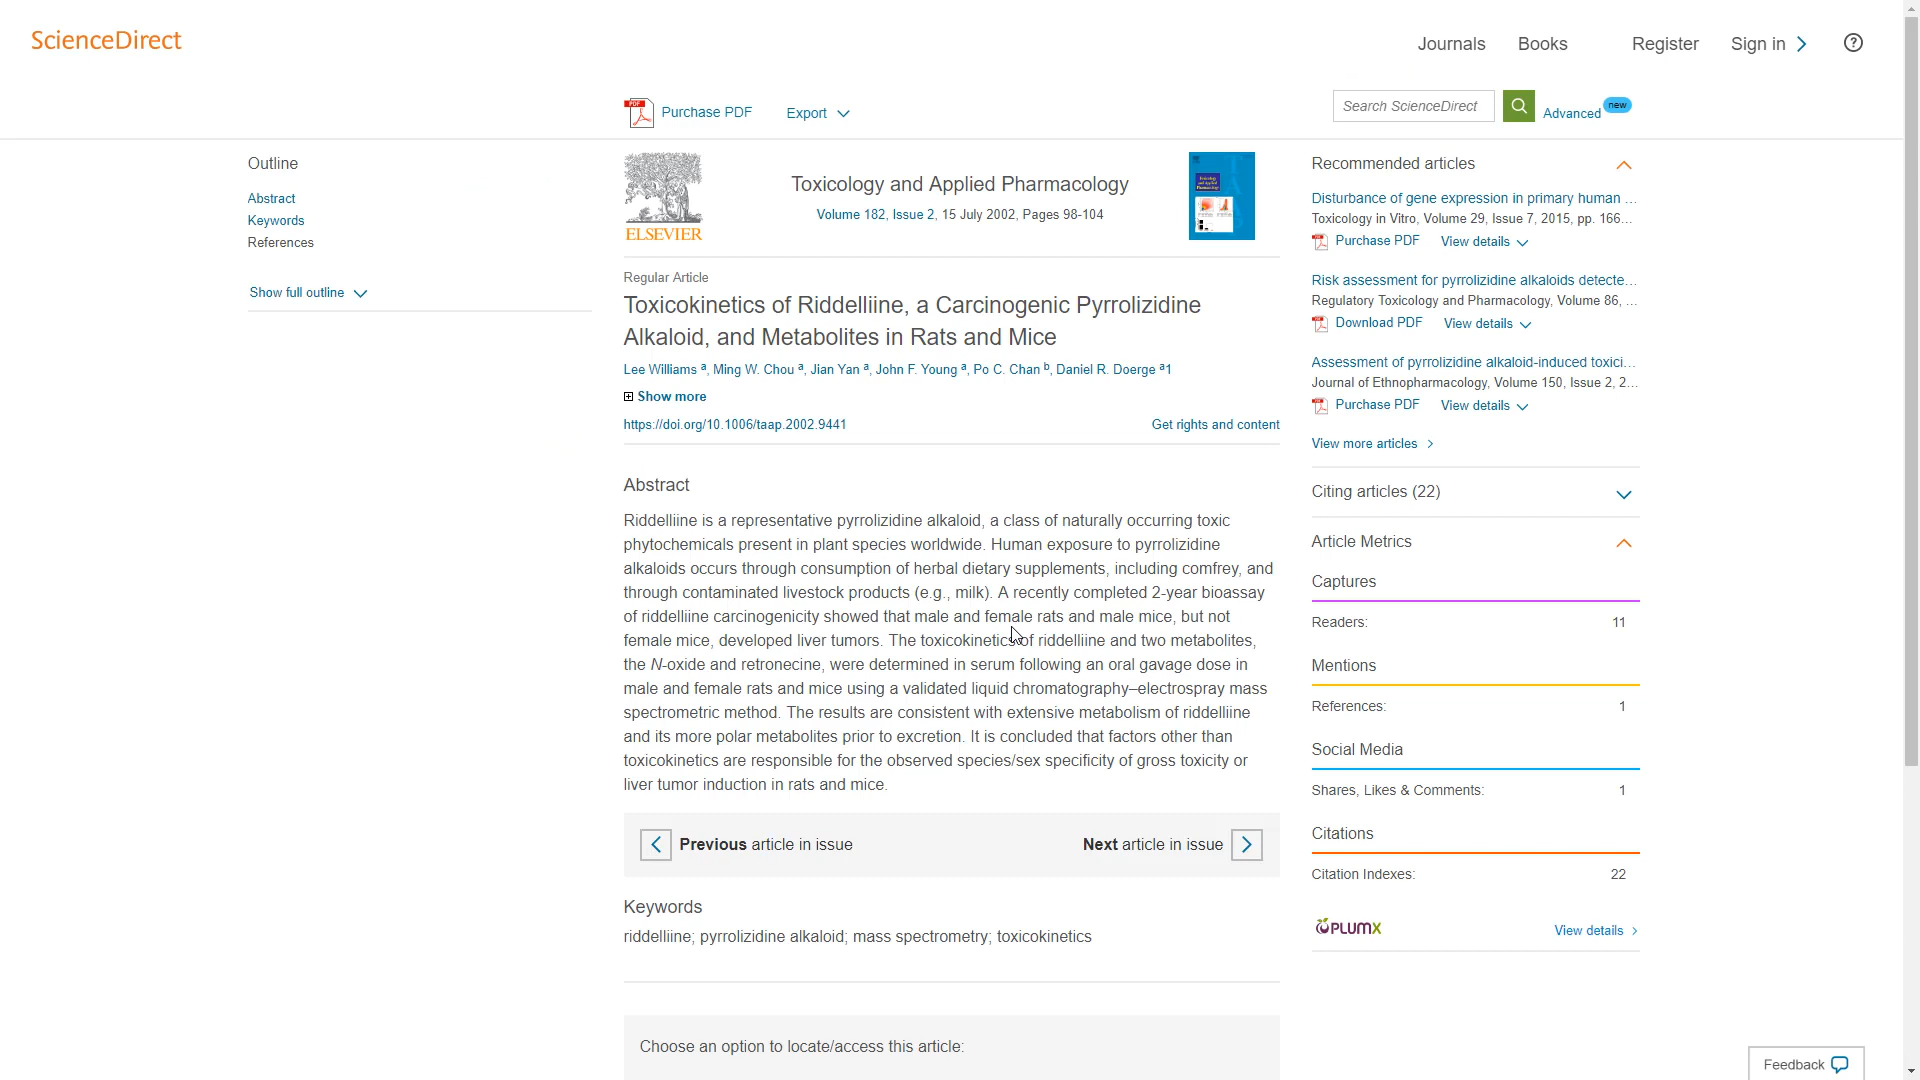 ScienceDirect
Journals Books Register Sign in
Purchase PDF Export
Search ScienceDirect Advanced new
Outline
Abstract
Keywords
References
Show full outline
ELSEVIER
Toxicology and Applied Pharmacology
Volume 182, Issue 2, 15 July 2002, Pages 98-104
Regular Article
Toxicokinetics of Riddelliine, a Carcinogenic Pyrrolizidine
Alkaloid, and Metabolites in Rats and Mice
Lee Williams a, Ming W. Chou a, Jian Yan a, John F. Young a, Po C. Chan b, Daniel R. Doerge a1
Show more
https://doi.org/10.1006/taap.2002.9441 Get rights and content
Abstract
Riddelliine is a representative pyrrolizidine alkaloid, a class of naturally occurring toxic
phytochemicals present in plant species worldwide. Human exposure to pyrrolizidine
alkaloids occurs through consumption of herbal dietary supplements, including comfrey, and
through contaminated livestock products (e.g., milk). A recently completed 2-year bioassay
of riddelliine carcinogenicity showed that male and female rats and male mice, but not
female mice, developed liver tumors. The toxicokinetics of riddelliine and two metabolites,
the N-oxide and retronecine, were determined in serum following an oral gavage dose in
male and female rats and mice using a validated liquid chromatography–electrospray mass
spectrometric method. The results are consistent with extensive metabolism of riddelliine
and its more polar metabolites prior to excretion. It is concluded that factors other than
toxicokinetics are responsible for the observed species/sex specificity of gross toxicity or
liver tumor induction in rats and mice.
Previous article in issue Next article in issue
Keywords
riddelliine; pyrrolizidine alkaloid; mass spectrometry; toxicokinetics
Choose an option to locate/access this article:
Recommended articles
Disturbance of gene expression in primary human ...
Toxicology in Vitro, Volume 29, Issue 7, 2015, pp. 166...
Purchase PDF View details
Risk assessment for pyrrolizidine alkaloids detecte...
Regulatory Toxicology and Pharmacology, Volume 86, ...
Download PDF View details
Assessment of pyrrolizidine alkaloid-induced toxici...
Journal of Ethnopharmacology, Volume 150, Issue 2, 2...
Purchase PDF View details
View more articles
Citing articles (22)
Article Metrics
Captures
Readers: 11
Mentions
References: 1
Social Media
Shares, Likes & Comments: 1
Citations
Citation Indexes: 22
PLUMX View details
Feedback